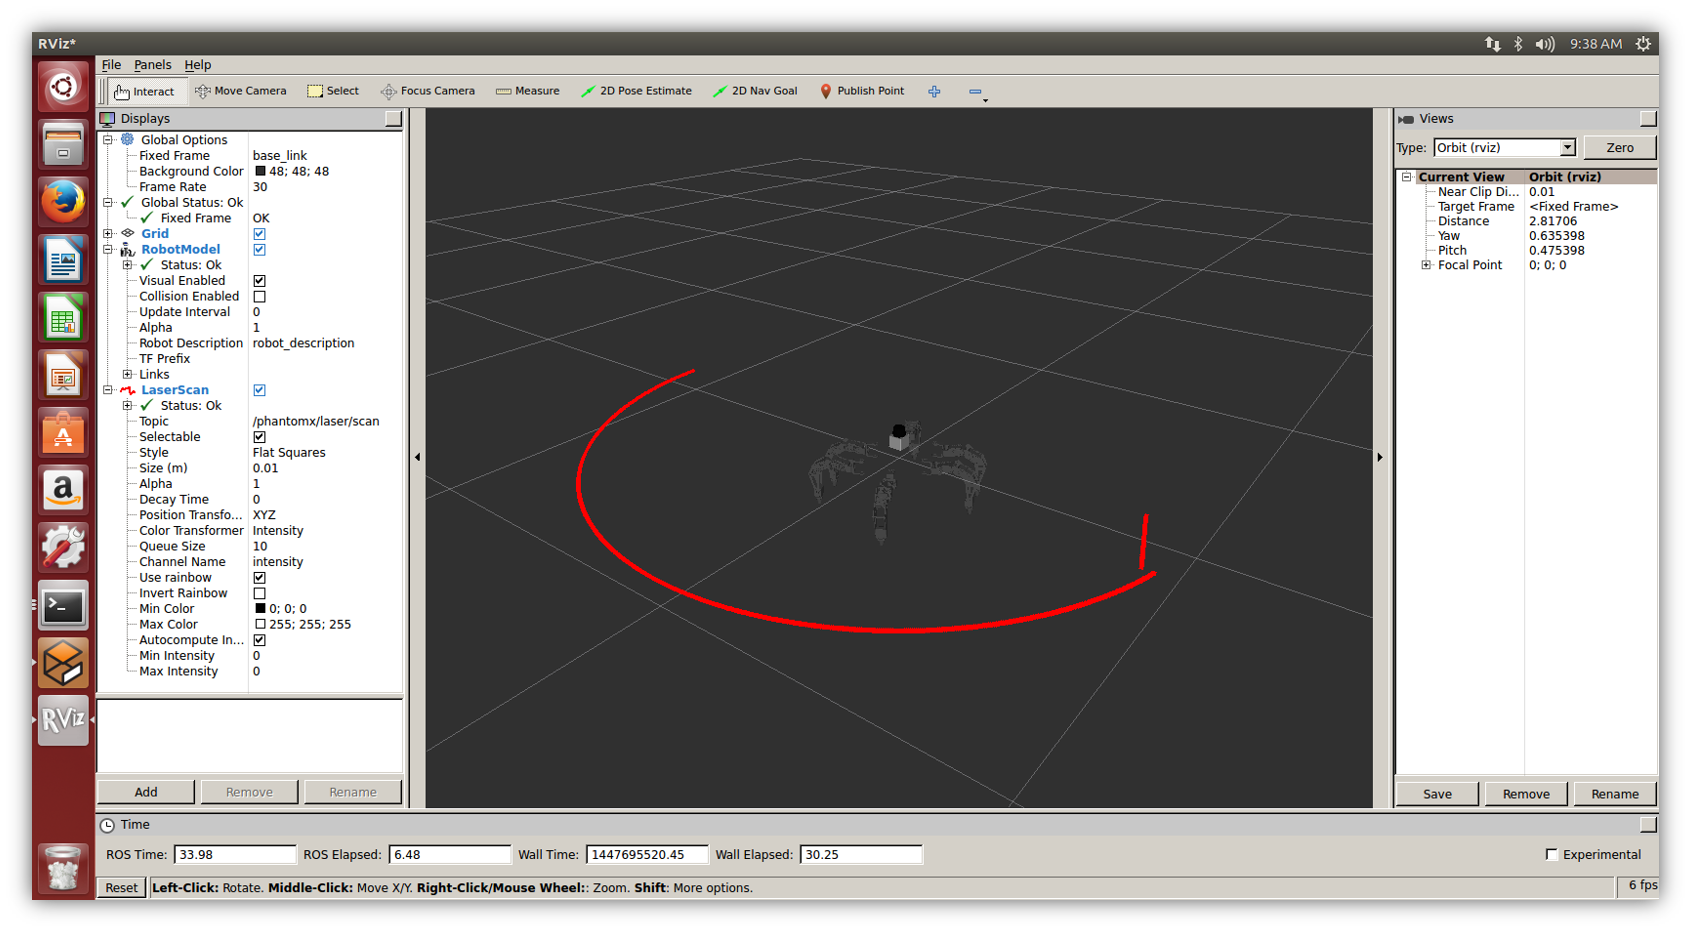 RViz*
9:38 AM
File Panels Help
Interact Move Camera Select Focus Camera Measure 2D Pose Estimate 2D Nav Goal Publish Point
Displays
Global Options
Fixed Frame base_link
Background Color 48; 48; 48
Frame Rate 30
Global Status: Ok
Fixed Frame OK
Grid
RobotModel
Status: Ok
Visual Enabled
Collision Enabled
Update Interval 0
Alpha 1
Robot Description robot_description
TF Prefix
Links
LaserScan
Status: Ok
Topic /phantomx/laser/scan
Selectable
Style Flat Squares
Size (m) 0.01
Alpha 1
Decay Time 0
Position Transfo... XYZ
Color Transformer Intensity
Queue Size 10
Channel Name intensity
Use rainbow
Invert Rainbow
Min Color 0; 0; 0
Max Color 255; 255; 255
Autocompute In...
Min Intensity 0
Max Intensity 0
Add Remove Rename
Views
Type: Orbit (rviz) Zero
Current View Orbit (rviz)
Near Clip Di... 0.01
Target Frame <Fixed Frame>
Distance 2.81706
Yaw 0.635398
Pitch 0.475398
Focal Point 0; 0; 0
Save Remove Rename
A
a
>_
RViz
Time
ROS Time: 33.98 ROS Elapsed: 6.48 Wall Time: 1447695520.45 Wall Elapsed: 30.25 Experimental
Reset Left-Click: Rotate. Middle-Click: Move X/Y. Right-Click/Mouse Wheel:: Zoom. Shift: More options. 6 fps